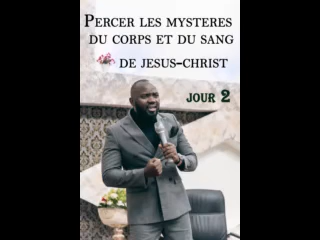 Percer les mysteres
du corps et du sang
de jesus-christ
jour 2